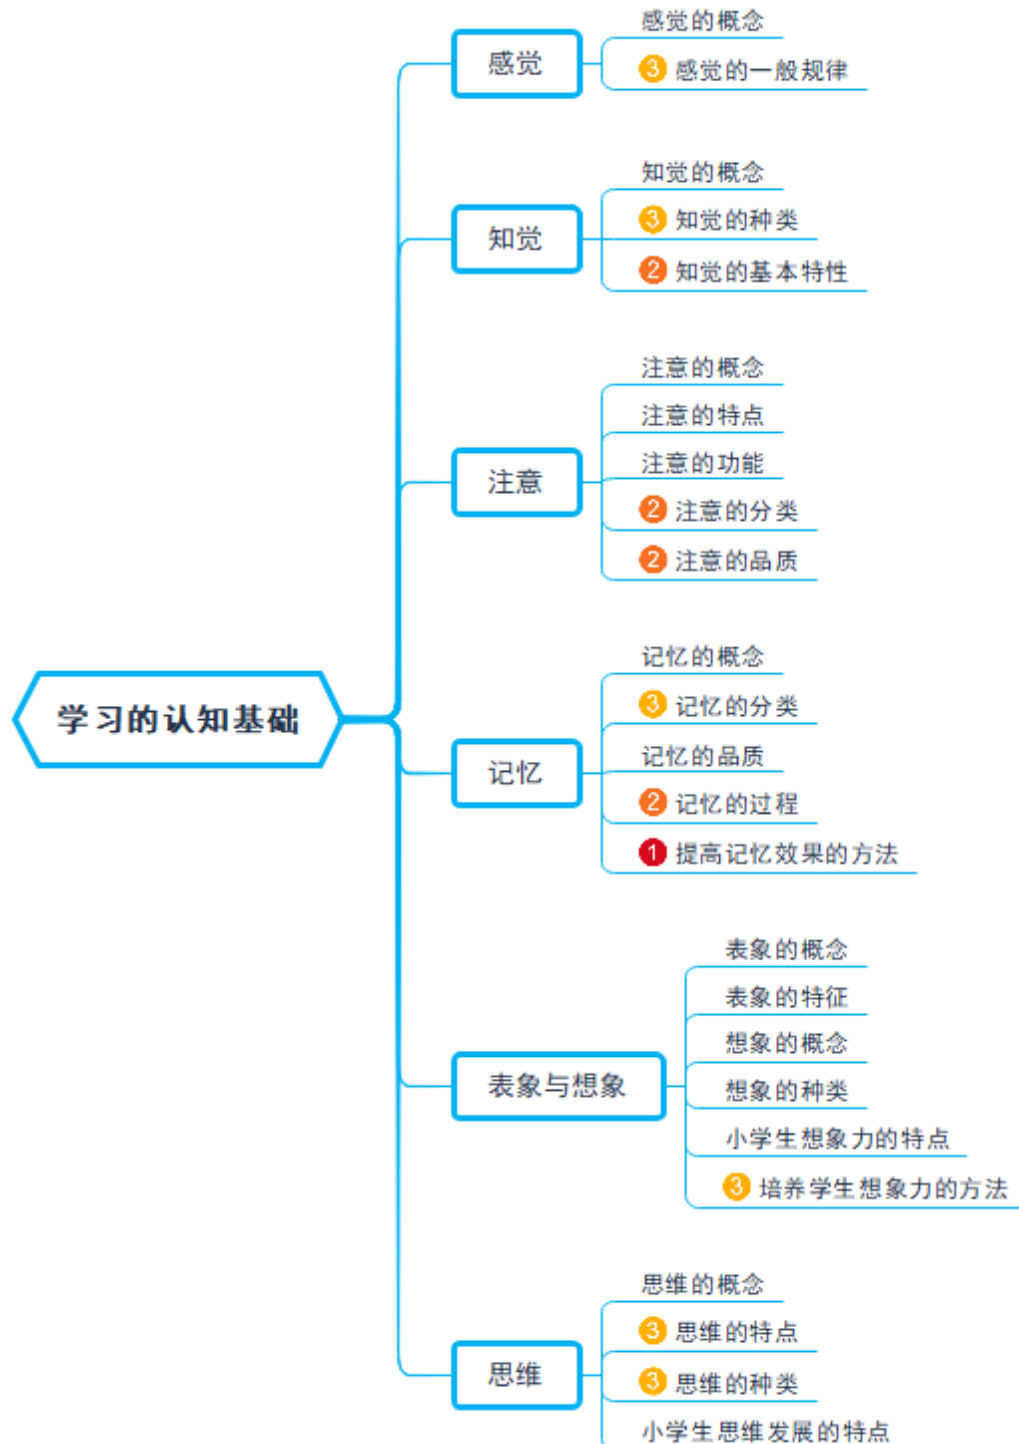 感觉的概念
感觉
③ 感觉的一般规律
知觉的概念
知觉
③ 知觉的种类
② 知觉的基本特性
注意的概念
注意的特点
注意
注意的功能
② 注意的分类
② 注意的品质
学习的认知基础
记忆的概念
③ 记忆的分类
记忆
记忆的品质
② 记忆的过程
① 提高记忆效果的方法
表象的概念
表象的特征
表象与想象
想象的概念
想象的种类
小学生想象力的特点
③ 培养学生想象力的方法
思维的概念
③ 思维的特点
思维
③ 思维的种类
小学生思维发展的特点